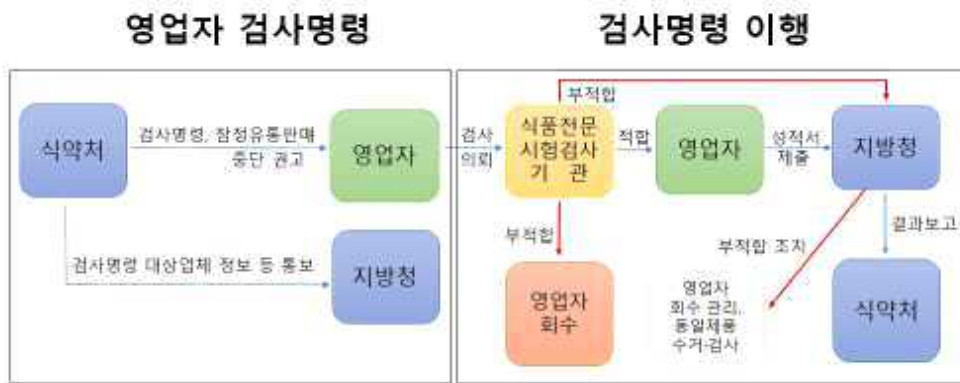 영업자 검사명령
검사명령 이행
식약처
검사명령, 잠정유통판매
중단 권고
영업자
검사명령 대상업체 정보 등 통보
지방청
검사
의뢰
부적합
식품전문
시험검사
기 관
적합
영업자
성적서
제출
지방청
부적합
영업자
회수
부적합 조치
영업자
회수 관리,
동일제품
수거·검사
결과보고
식약처